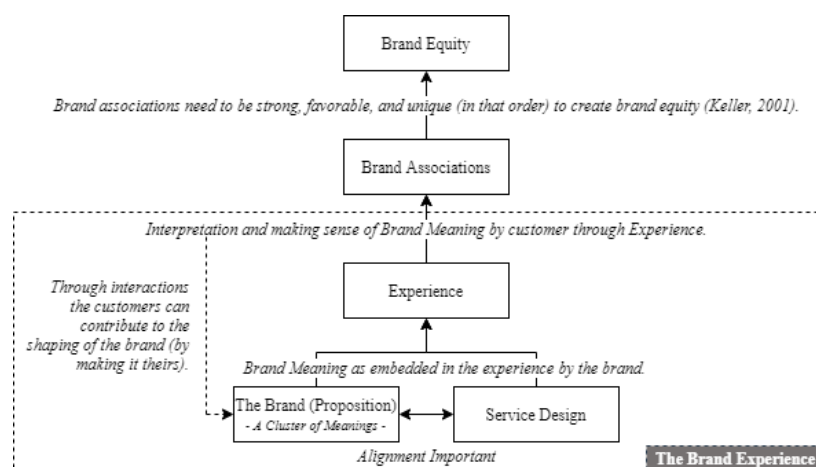 Brand Equity
Brand associations need to be strong, favorable, and unique (in that order) to create brand equity (Keller, 2001).
Brand Associations
Interpretation and making sense of Brand Meaning by customer through Experience.
Through interactions
the customers can
contribute to the
shaping of the brand (by
making it theirs).
Experience
Brand Meaning as embedded in the experience by the brand.
The Brand (Proposition)
- A Cluster of Meanings -
Service Design
Alignment Important
The Brand Experience